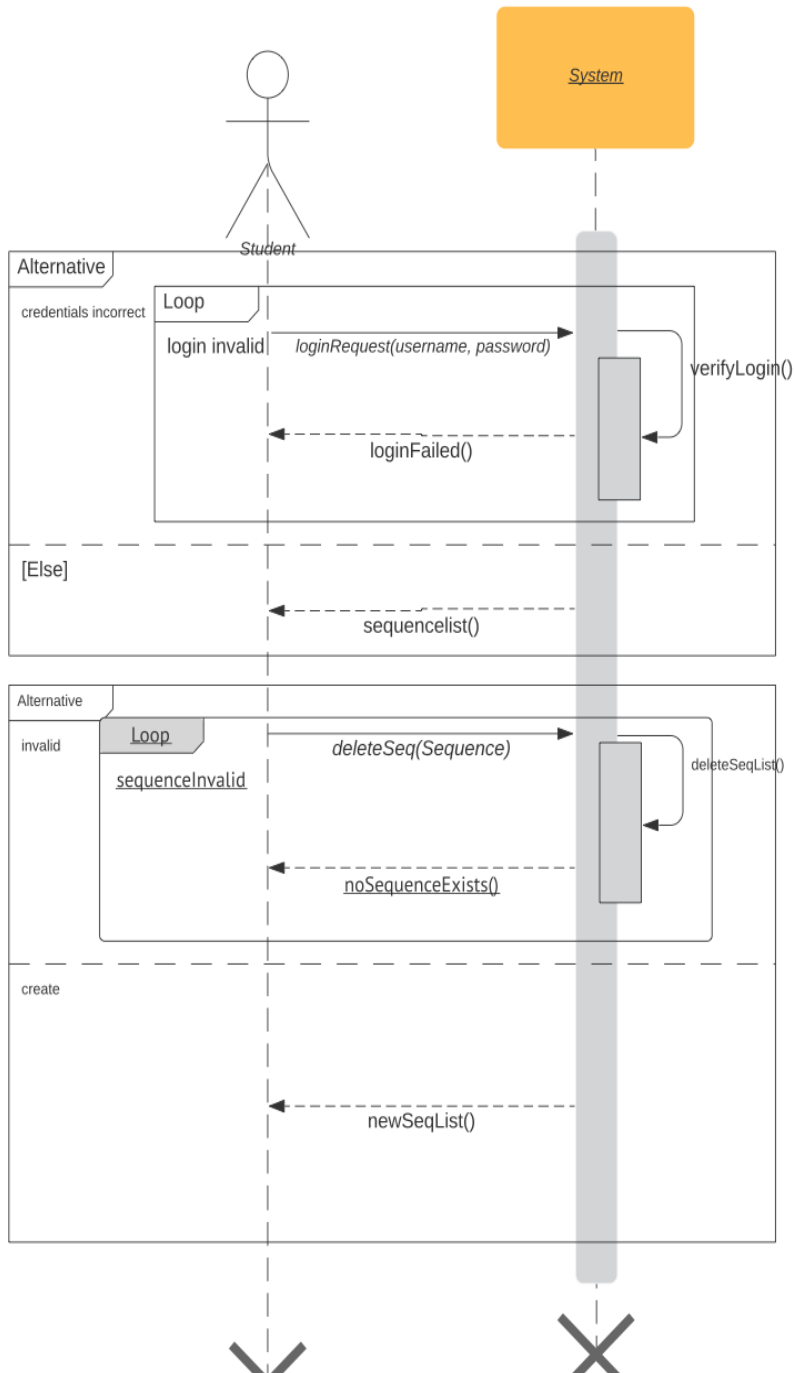 System
Student
Alternative
credentials incorrect
Loop
login invalid
loginRequest(username, password)
verifyLogin()
loginFailed()
[Else]
sequencelist()
Alternative
invalid
Loop
sequenceInvalid
deleteSeq(Sequence)
deleteSeqList()
noSequenceExists()
create
newSeqList()